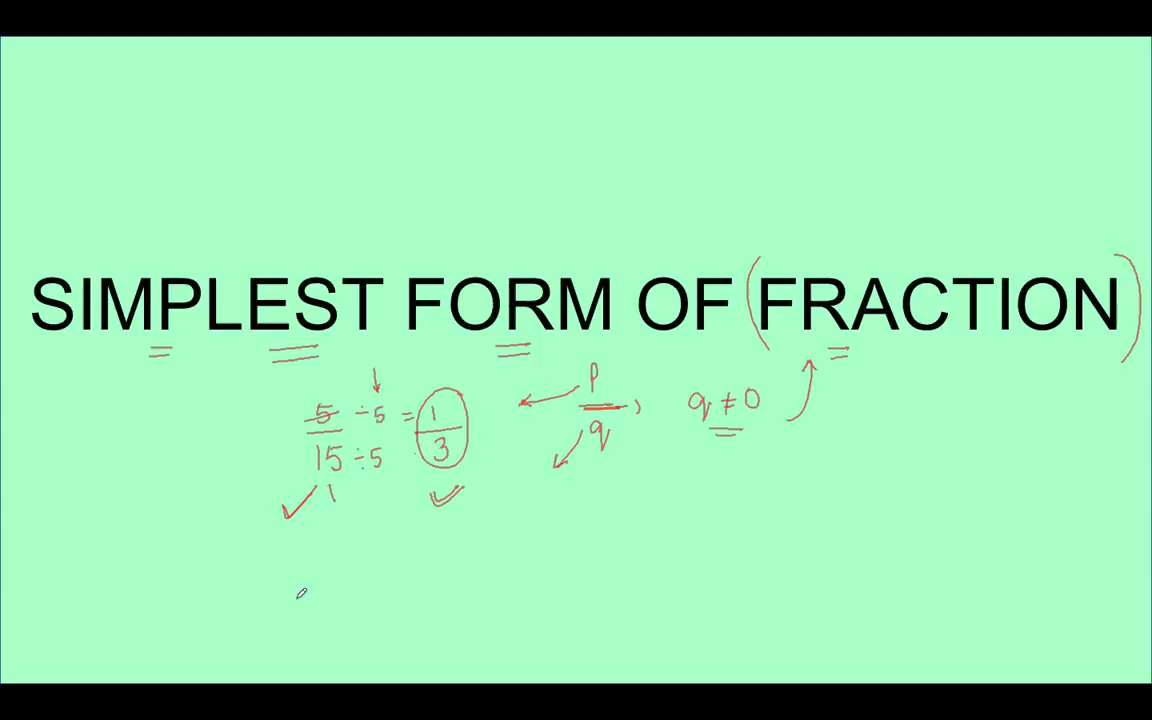 SIMPLEST FORM OF (FRACTION)
5/15 ÷5/÷5 = 1/3
p/q, q ≠ 0